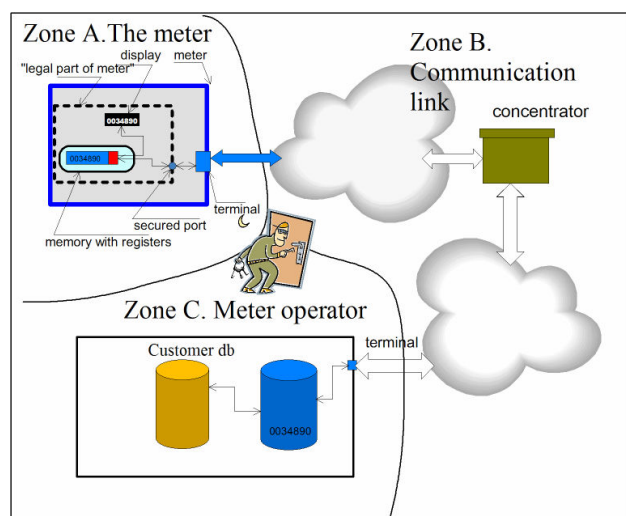 Zone A.The meter
display
"legal part of meter"
meter
0034890
0034890
terminal
secured port
memory with registers
Zone B.
Communication
link
concentrator
Zone C. Meter operator
Customer db
terminal
0034890